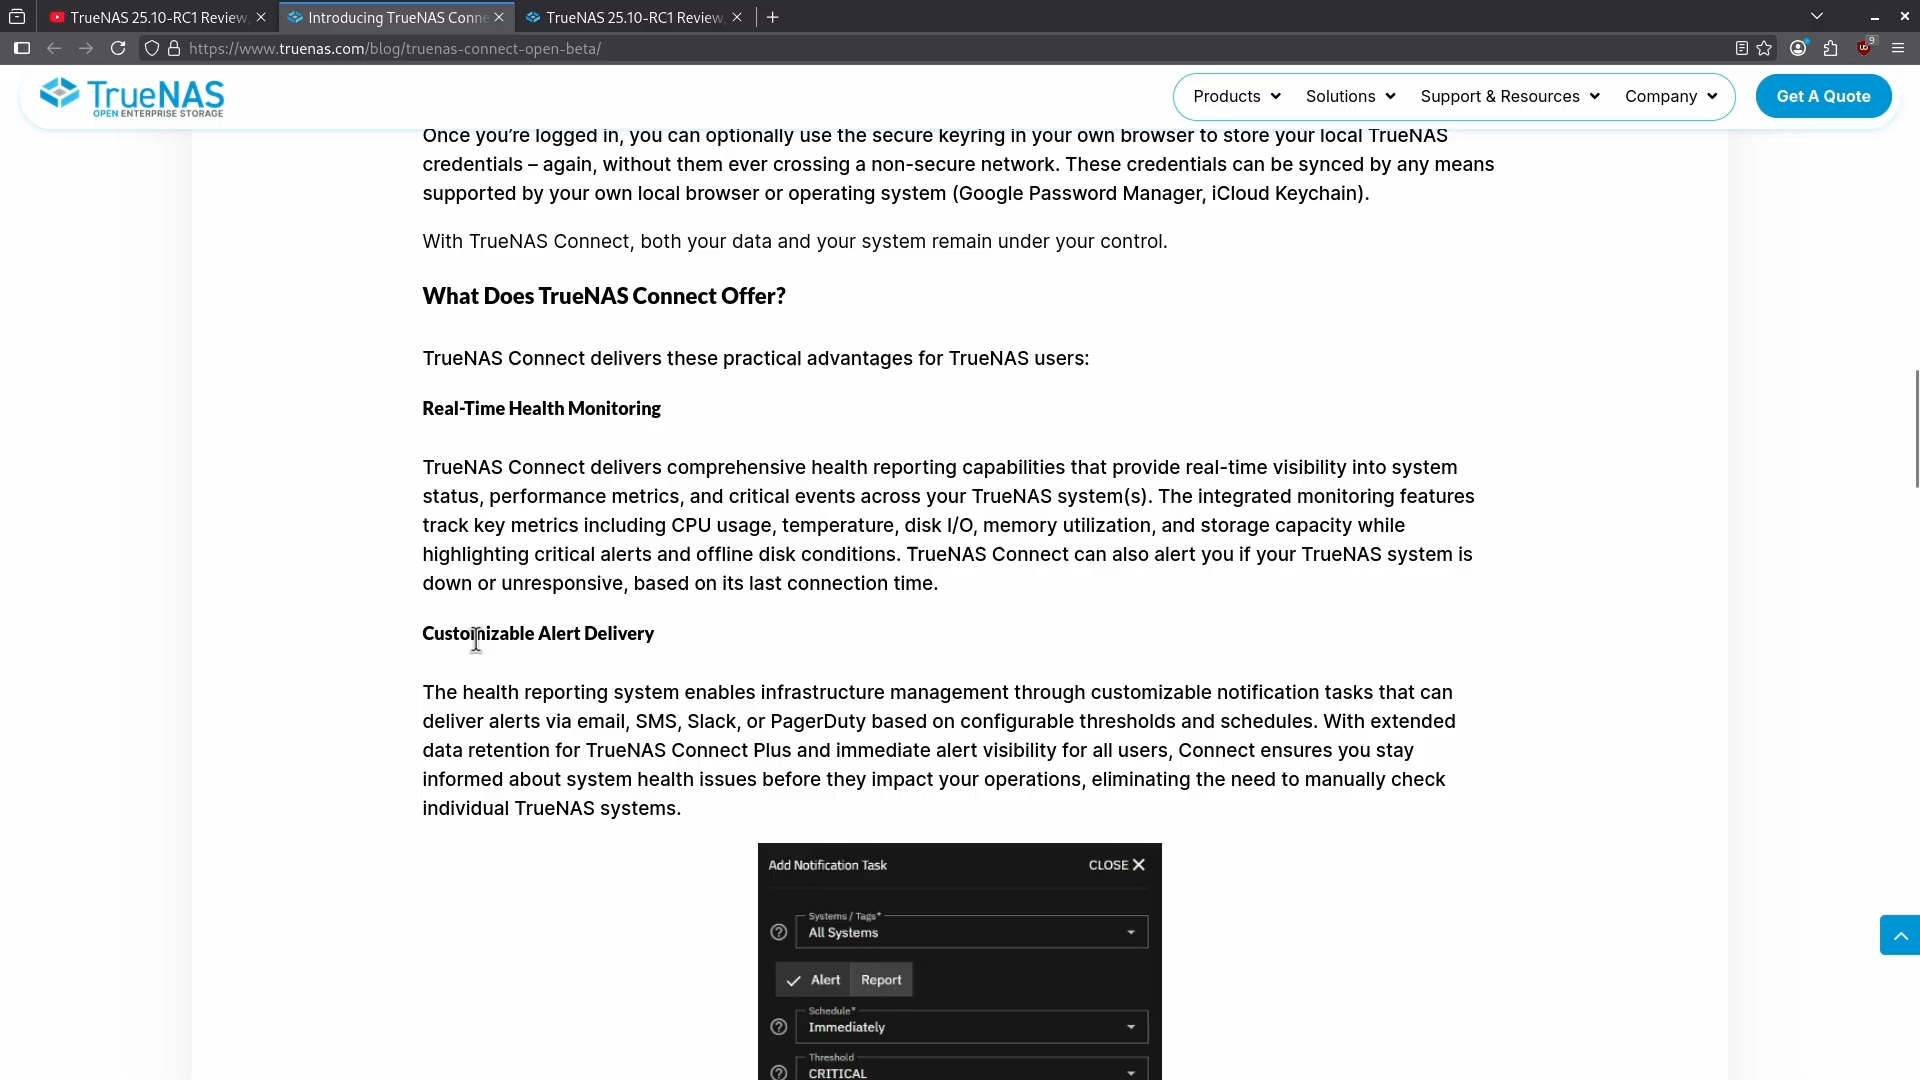 TrueNAS 25.10-RC1 Review,
Introducing TrueNAS Conne
TrueNAS 25.10-RC1 Review,
https://www.truenas.com/blog/truenas-connect-open-beta/
9
TrueNAS
OPEN ENTERPRISE STORAGE
Products
Solutions
Support & Resources
Company
Get A Quote
Once you’re logged in, you can optionally use the secure keyring in your own browser to store your local TrueNAS
credentials – again, without them ever crossing a non-secure network. These credentials can be synced by any means
supported by your own local browser or operating system (Google Password Manager, iCloud Keychain).
With TrueNAS Connect, both your data and your system remain under your control.
What Does TrueNAS Connect Offer?
TrueNAS Connect delivers these practical advantages for TrueNAS users:
Real-Time Health Monitoring
TrueNAS Connect delivers comprehensive health reporting capabilities that provide real-time visibility into system
status, performance metrics, and critical events across your TrueNAS system(s). The integrated monitoring features
track key metrics including CPU usage, temperature, disk I/O, memory utilization, and storage capacity while
highlighting critical alerts and offline disk conditions. TrueNAS Connect can also alert you if your TrueNAS system is
down or unresponsive, based on its last connection time.
Customizable Alert Delivery
The health reporting system enables infrastructure management through customizable notification tasks that can
deliver alerts via email, SMS, Slack, or PagerDuty based on configurable thresholds and schedules. With extended
data retention for TrueNAS Connect Plus and immediate alert visibility for all users, Connect ensures you stay
informed about system health issues before they impact your operations, eliminating the need to manually check
individual TrueNAS systems.
Add Notification Task
CLOSE
Systems / Tags*
All Systems
Alert
Report
Schedule*
Immediately
Threshold
CRITICAL